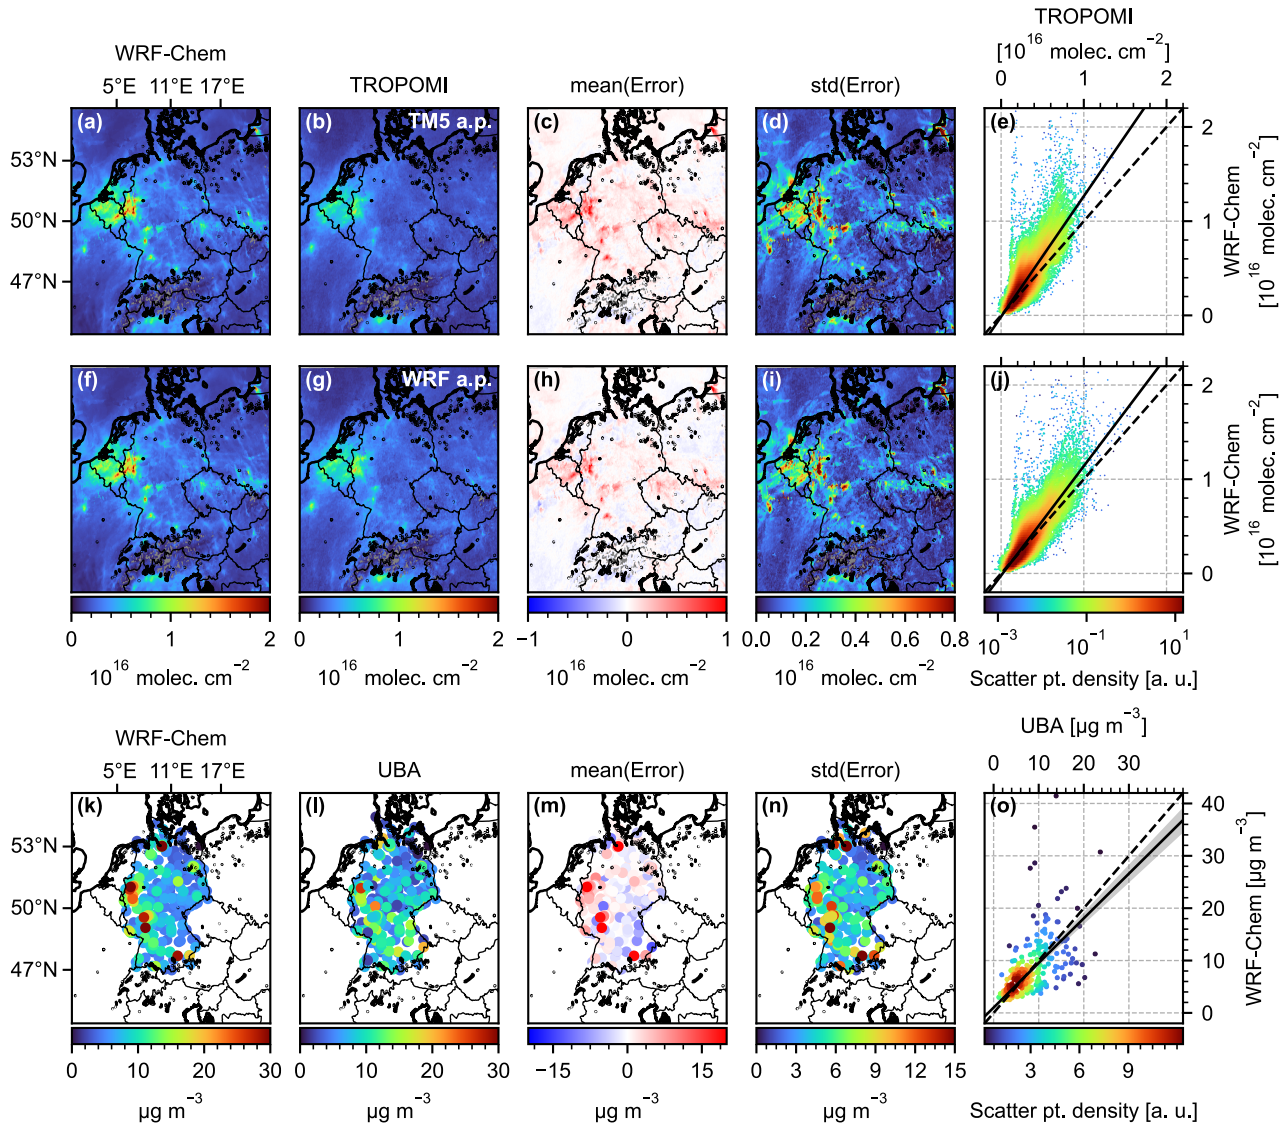 TROPOMI
[10^16 molec. cm^−2]
0 1 2
WRF-Chem
5°E 11°E 17°E
TROPOMI
mean(Error)
std(Error)
(a)
(b) TM5 a.p.
(c)
(d)
(e)
53°N
50°N
47°N
2
1
0
WRF-Chem
[10^16 molec. cm^−2]
(f)
(g) WRF a.p.
(h)
(i)
(j)
2
1
0
WRF-Chem
[10^16 molec. cm^−2]
0 1 2
0 1 2
−1 0 1
0.0 0.2 0.4 0.6 0.8
10^−3 10^−1 10^1
10^16 molec. cm^−2
10^16 molec. cm^−2
10^16 molec. cm^−2
10^16 molec. cm^−2
Scatter pt. density [a. u.]
WRF-Chem
5°E 11°E 17°E
UBA
mean(Error)
std(Error)
UBA [µg m^−3]
0 10 20 30
(k)
(l)
(m)
(n)
(o)
53°N
50°N
47°N
40
30
20
10
0
WRF-Chem [µg m^−3]
0 10 20 30
0 10 20 30
−15 0 15
0 3 6 9 12 15
3 6 9
µg m^−3
µg m^−3
µg m^−3
µg m^−3
Scatter pt. density [a. u.]